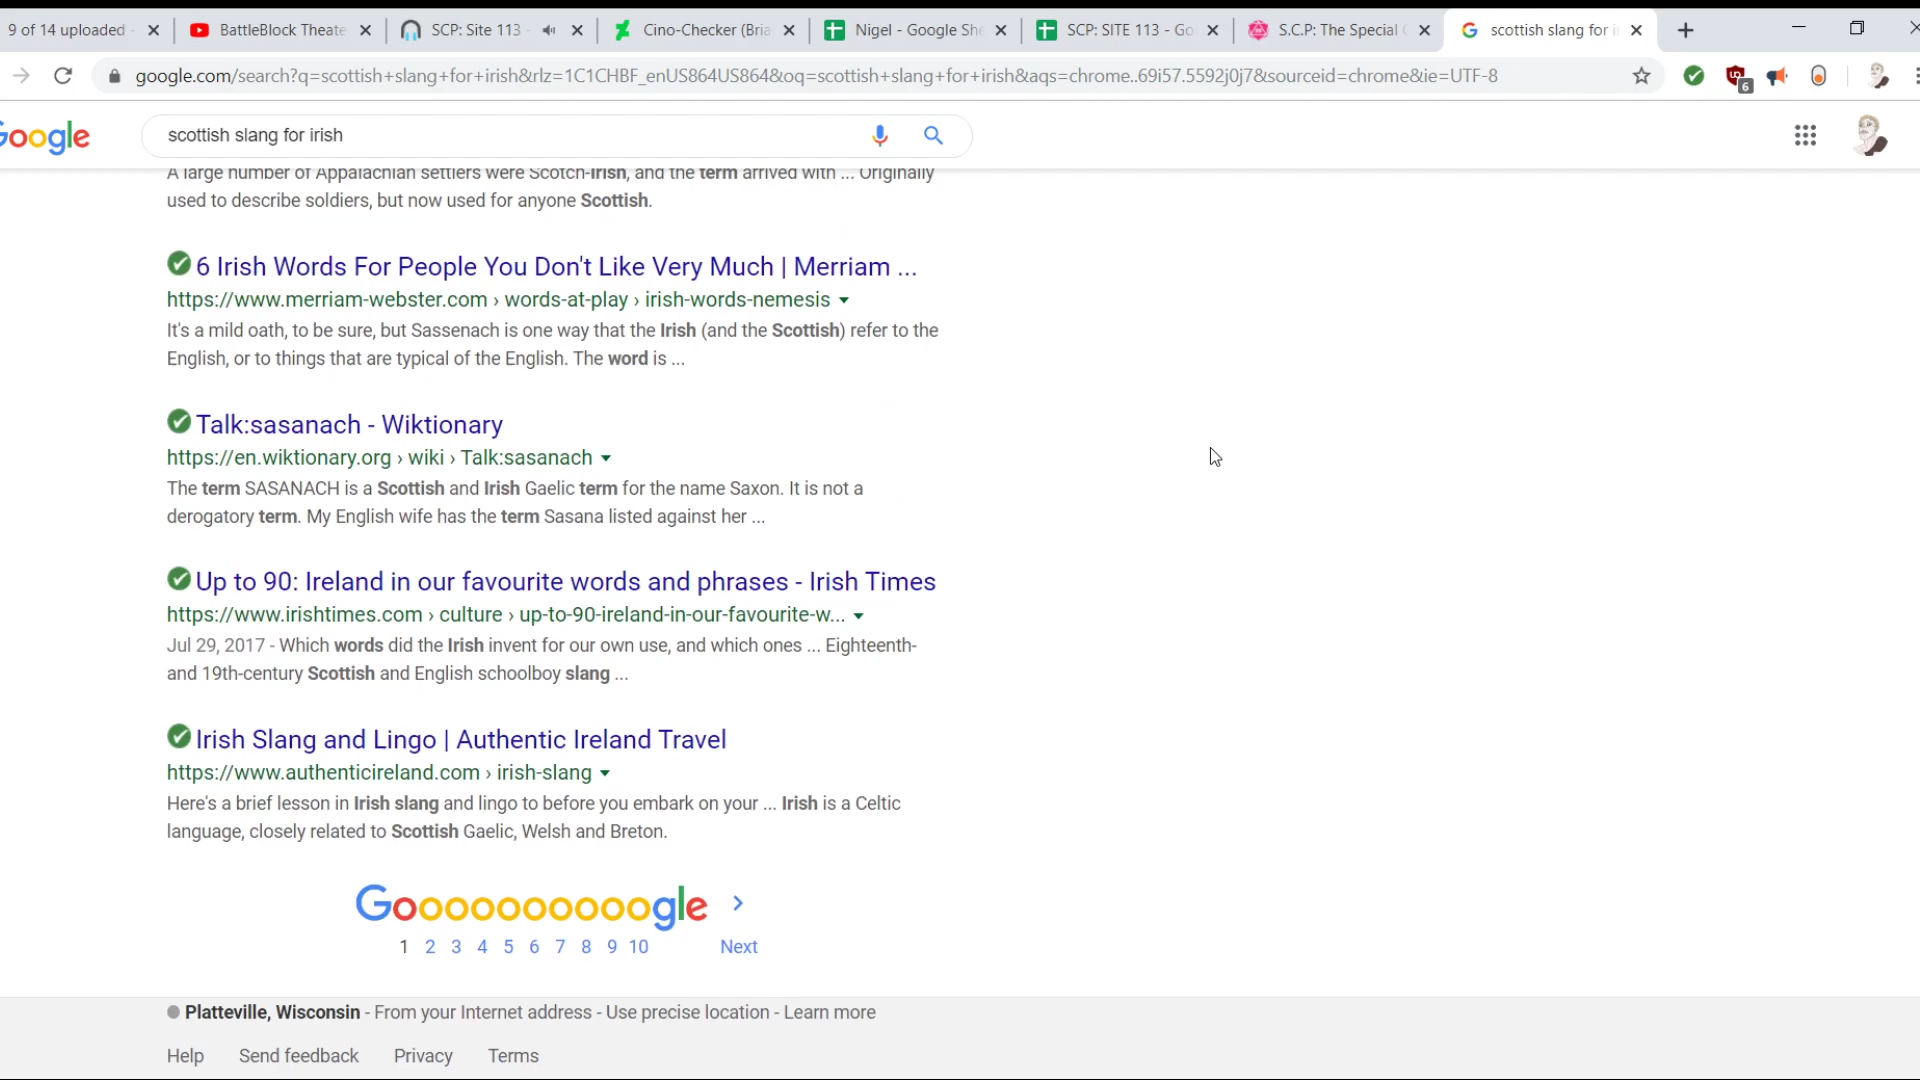 9 of 14 uploaded
BattleBlock Theate
SCP: Site 113 -
Cino-Checker (Bria
Nigel - Google She
SCP: SITE 113 - Go
S.C.P: The Special
scottish slang for i
google.com/search?q=scottish+slang+for+irish&rlz=1C1CHBF_enUS864US864&oq=scottish+slang+for+irish&aqs=chrome..69i57.5592j0j7&sourceid=chrome&ie=UTF-8
6
Google
scottish slang for irish
A large number of Appalachian settlers were Scotch-Irish, and the term arrived with ... Originally
used to describe soldiers, but now used for anyone Scottish.
6 Irish Words For People You Don't Like Very Much | Merriam ...
https://www.merriam-webster.com › words-at-play › irish-words-nemesis
It's a mild oath, to be sure, but Sassenach is one way that the Irish (and the Scottish) refer to the
English, or to things that are typical of the English. The word is ...
Talk:sasanach - Wiktionary
https://en.wiktionary.org › wiki › Talk:sasanach
The term SASANACH is a Scottish and Irish Gaelic term for the name Saxon. It is not a
derogatory term. My English wife has the term Sasana listed against her ...
Up to 90: Ireland in our favourite words and phrases - Irish Times
https://www.irishtimes.com › culture › up-to-90-ireland-in-our-favourite-w...
Jul 29, 2017 - Which words did the Irish invent for our own use, and which ones ... Eighteenth-
and 19th-century Scottish and English schoolboy slang ...
Irish Slang and Lingo | Authentic Ireland Travel
https://www.authenticireland.com › irish-slang
Here's a brief lesson in Irish slang and lingo to before you embark on your ... Irish is a Celtic
language, closely related to Scottish Gaelic, Welsh and Breton.
Goooooooooogle >
1 2 3 4 5 6 7 8 9 10 Next
Platteville, Wisconsin - From your Internet address - Use precise location - Learn more
Help Send feedback Privacy Terms